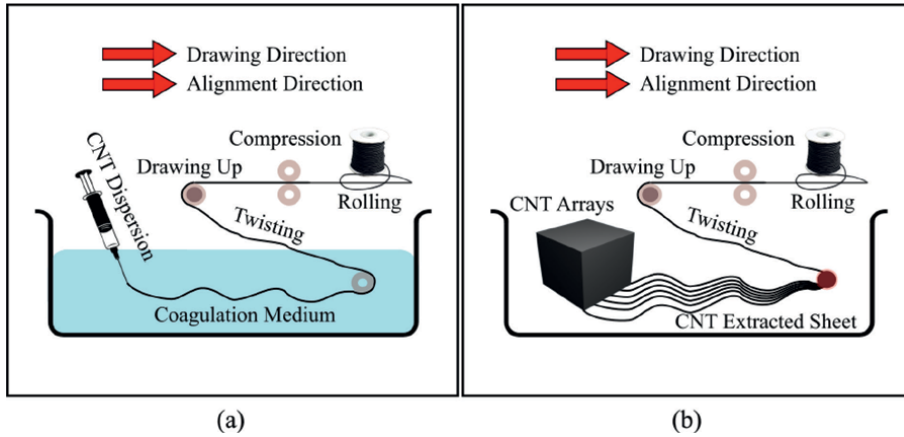 Drawing Direction
Alignment Direction
Compression
Drawing Up
Rolling
CNT Dispersion
Twisting
Coagulation Medium
(a)
Drawing Direction
Alignment Direction
Compression
Drawing Up
Rolling
CNT Arrays
Twisting
CNT Extracted Sheet
(b)